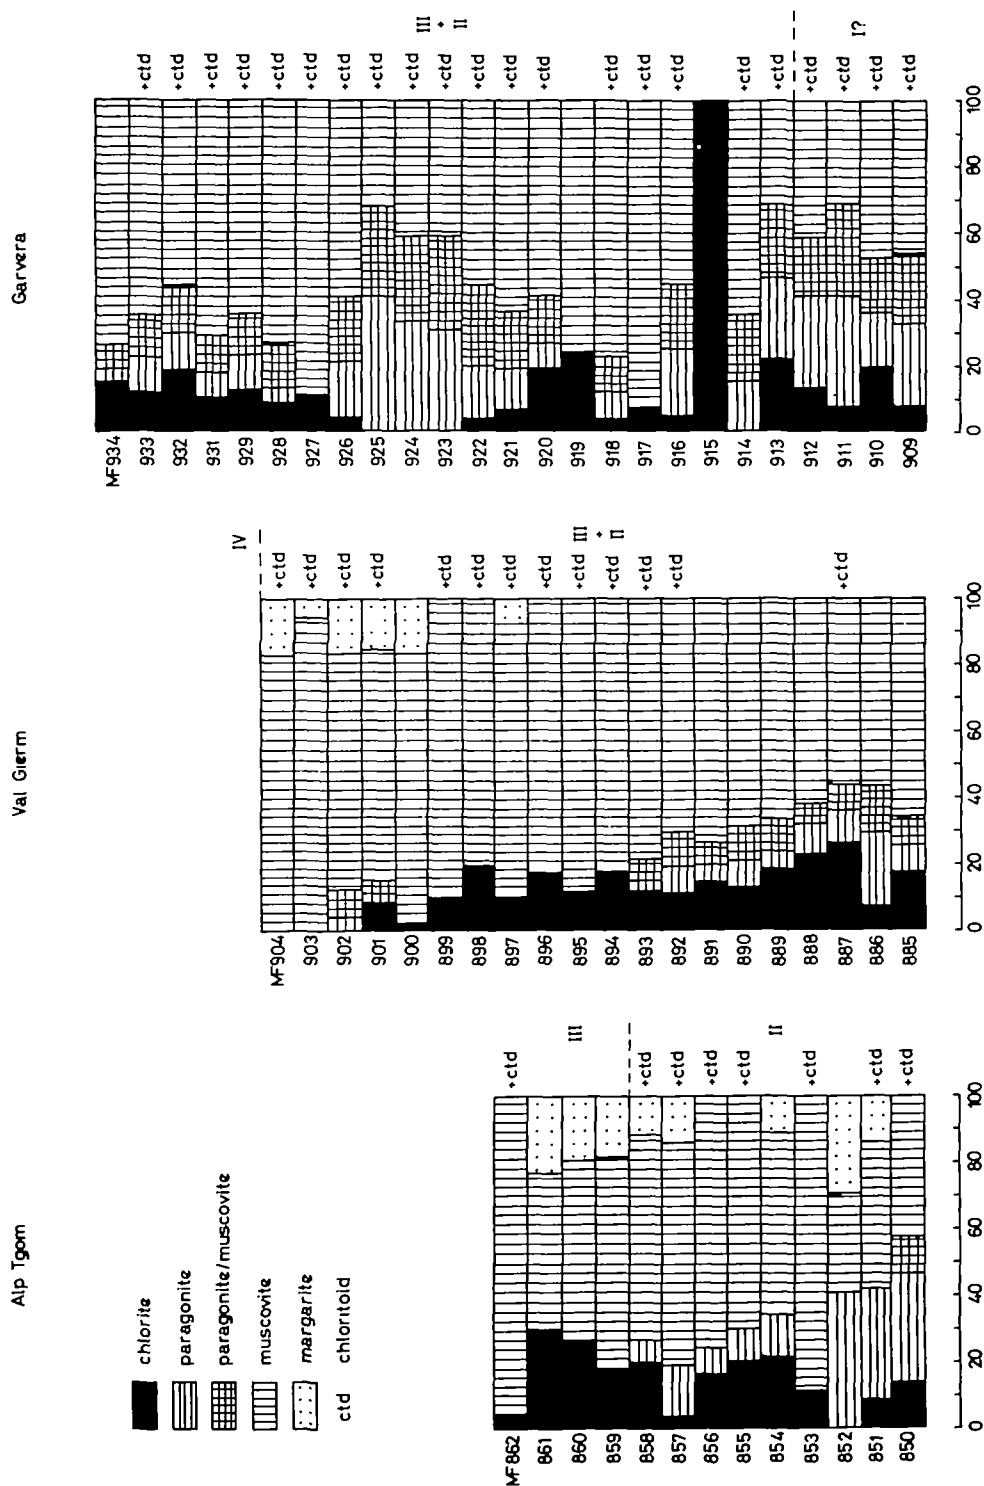 Alp Tgom
chlorite
paragonite
paragonite/muscovite
muscovite
margarite
ctd chloritoid
MF862 +ctd
861
860 III
859
858 +ctd
857 +ctd
856 +ctd
855 +ctd
854 II
853 +ctd
852
851 +ctd
850 +ctd
0 20 40 60 80 100
Val Gierm
IV
MF904 +ctd
903 +ctd
902 +ctd
901 +ctd
900
899 +ctd
898 +ctd
897 +ctd
896 +ctd
895 +ctd III
+
894 +ctd II
893 +ctd
892 +ctd
891
890
889
888
887 +ctd
886
885
0 20 40 60 80 100
Garvera
MF934
933 +ctd
932 +ctd
931 +ctd
929 +ctd
928 +ctd
927 +ctd
926 +ctd
925 +ctd
924 +ctd III
+
923 +ctd II
922 +ctd
921 +ctd
920 +ctd
919
918 +ctd
917 +ctd
916 +ctd
915
914 +ctd
913 +ctd
912 +ctd
911 +ctd I?
910 +ctd
909 +ctd
0 20 40 60 80 100